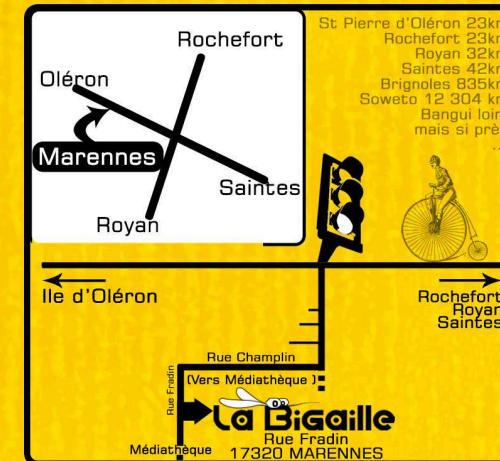 St Pierre d'Oléron 23km
Rochefort 23km
Royan 32km
Saintes 42km
Brignoles 835km
Soweto 12 304 km
Bangui loin
mais si près
Rochefort
Oléron
Marennes
Saintes
Royan
Ile d'Oléron
Rochefort
Royan
Saintes
Rue Champlin
(Vers Médiathèque )
Rue Fradin
La Bigaille
Rue Fradin
Médiathèque
17320 MARENNES